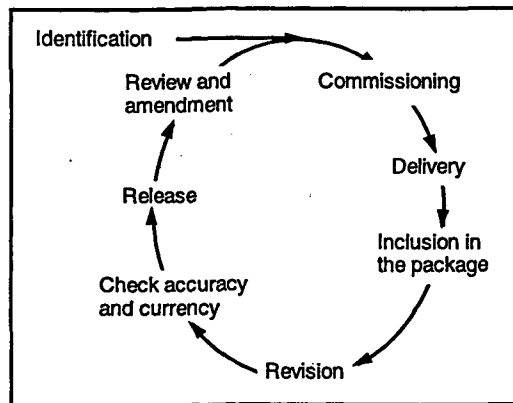 Identification
Review and
amendment
Commissioning
Delivery
Release
Inclusion in
the package
Check accuracy
and currency
Revision